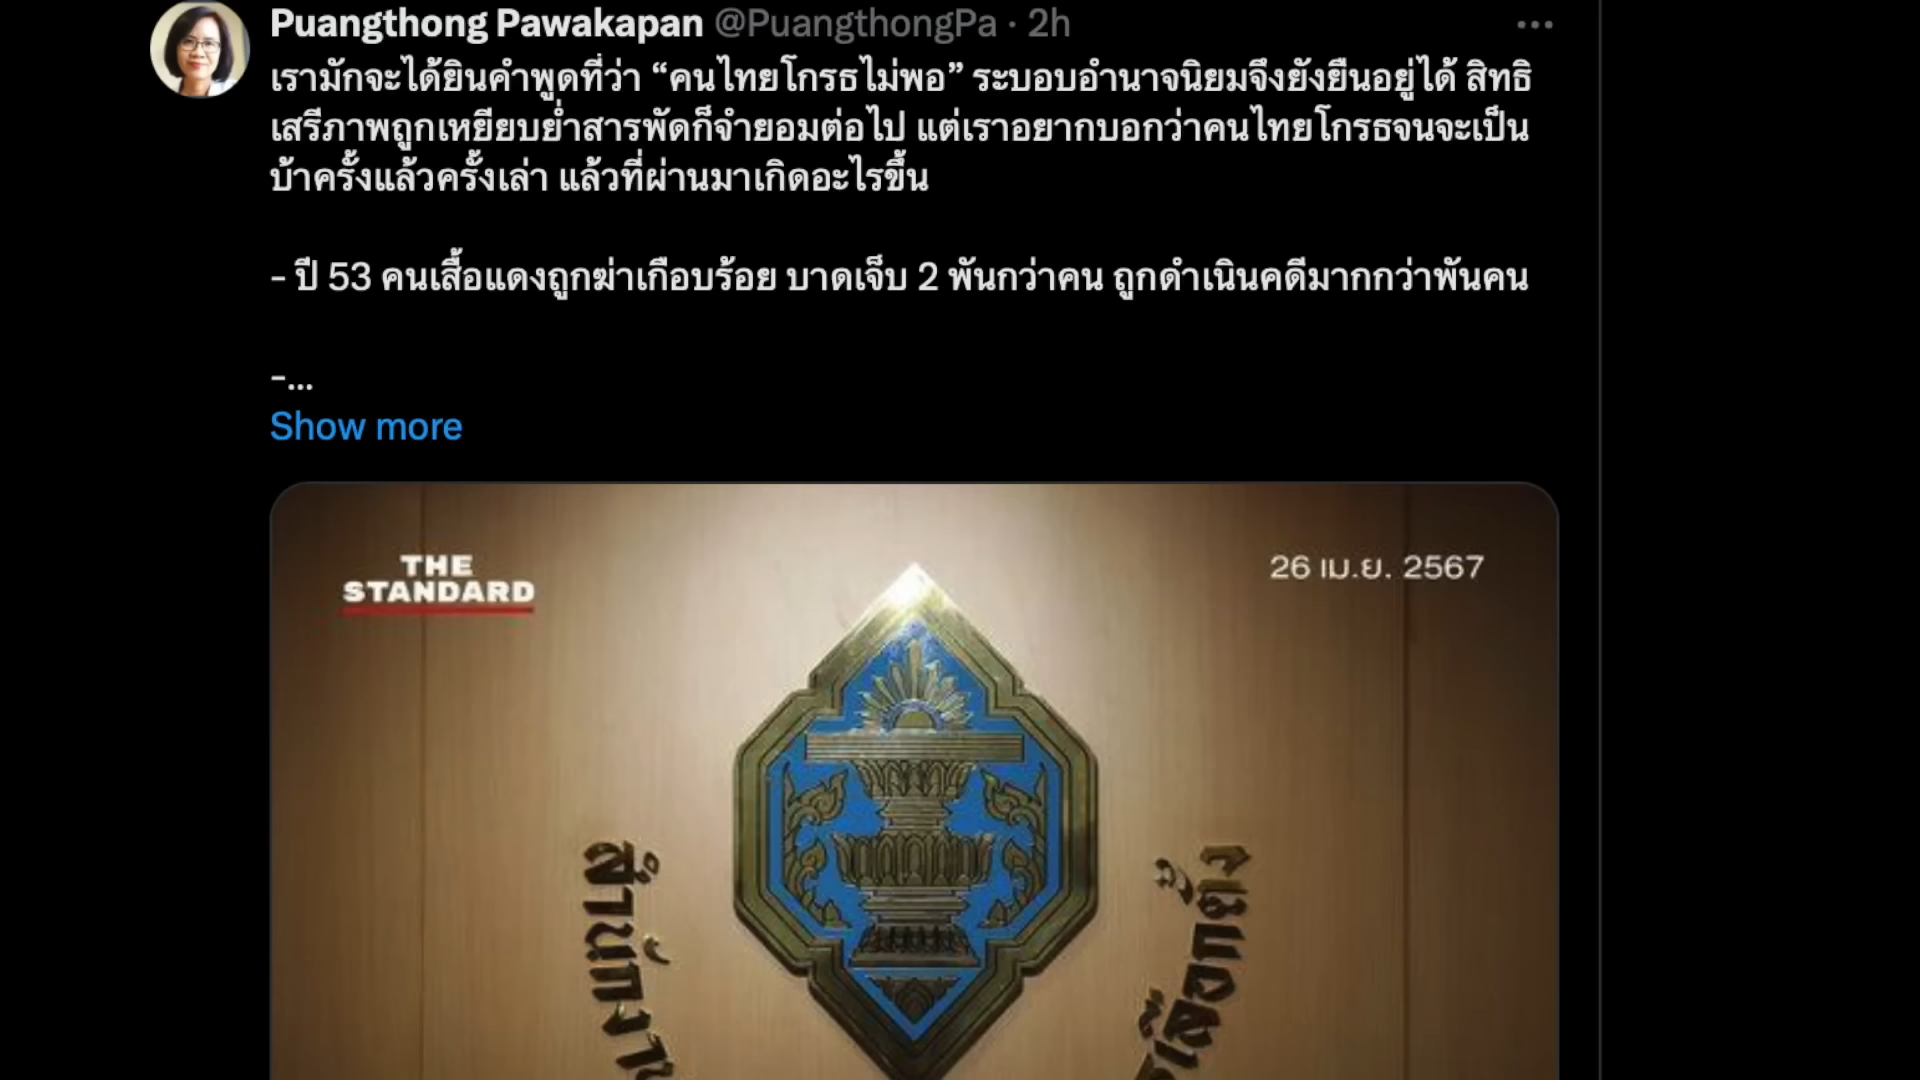 Puangthong Pawakapan @PuangthongPa · 2h
เรามักจะได้ยินคำพูดที่ว่า “คนไทยโกรธไม่พอ” ระบอบอำนาจนิยมจึงยังยืนอยู่ได้ สิทธิ
เสรีภาพถูกเหยียบย่ำสารพัดก็จำยอมต่อไป แต่เราอยากบอกว่าคนไทยโกรธจนจะเป็น
บ้าครั้งแล้วครั้งเล่า แล้วที่ผ่านมาเกิดอะไรขึ้น
- ปี 53 คนเสื้อแดงถูกฆ่าเกือบร้อย บาดเจ็บ 2 พันกว่าคน ถูกดำเนินคดีมากกว่าพันคน
-...
Show more
THE
STANDARD
26 เม.ย. 2567
สำนักงาน